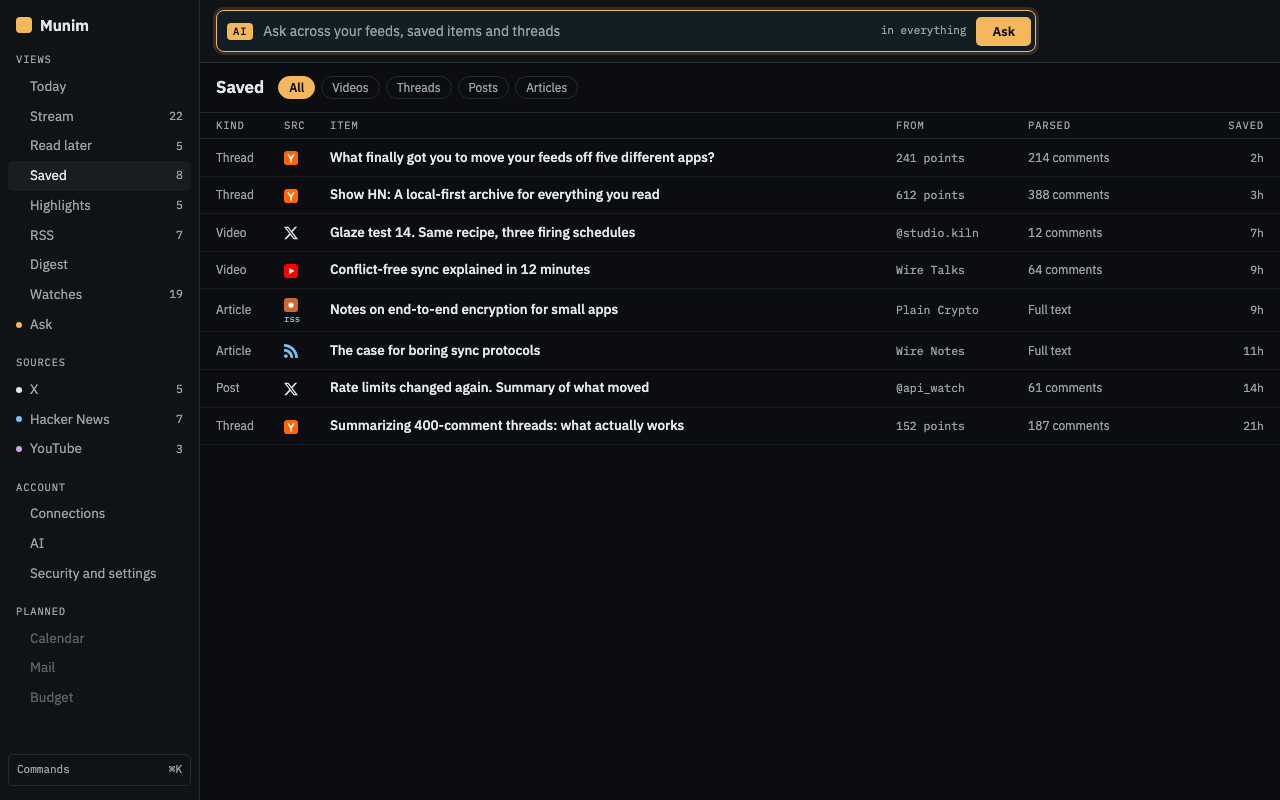 Munim
VIEWS
Today
Stream 22
Read later 5
Saved 8
Highlights 5
RSS 7
Digest
Watches 19
Ask
SOURCES
X 5
Hacker News 7
YouTube 3
ACCOUNT
Connections
AI
Security and settings
PLANNED
Calendar
Mail
Budget
Commands ⌘K
AI Ask across your feeds, saved items and threads in everything Ask
Saved All Videos Threads Posts Articles
KIND SRC ITEM FROM PARSED SAVED
Thread Y What finally got you to move your feeds off five different apps? 241 points 214 comments 2h
Thread Y Show HN: A local-first archive for everything you read 612 points 388 comments 3h
Video X Glaze test 14. Same recipe, three firing schedules @studio.kiln 12 comments 7h
Video Conflict-free sync explained in 12 minutes Wire Talks 64 comments 9h
Article rss Notes on end-to-end encryption for small apps Plain Crypto Full text 9h
Article The case for boring sync protocols Wire Notes Full text 11h
Post X Rate limits changed again. Summary of what moved @api_watch 61 comments 14h
Thread Y Summarizing 400-comment threads: what actually works 152 points 187 comments 21h